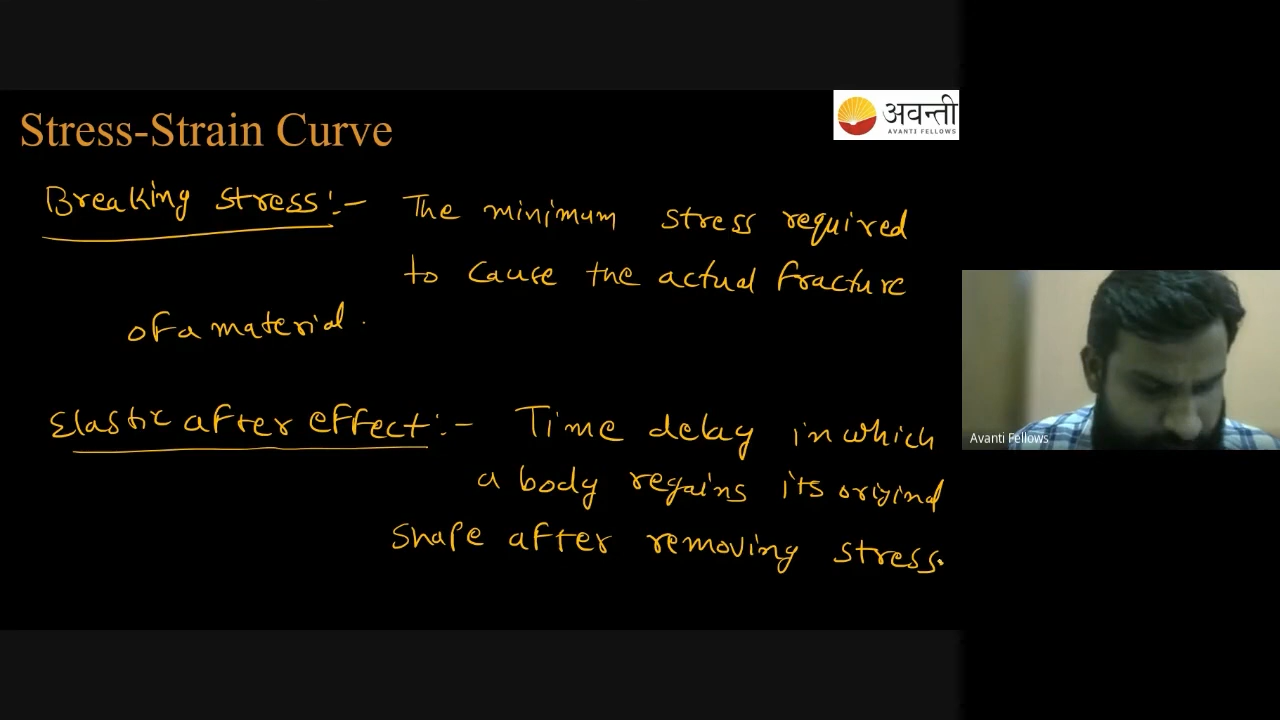 अवन्ती
AVANTI FELLOWS
Stress-Strain Curve
Breaking stress:- The minimum stress required
to cause the actual fracture
of a material.
Elastic after effect:- Time delay in which
a body regains its original
shape after removing stress.
Avanti Fellows